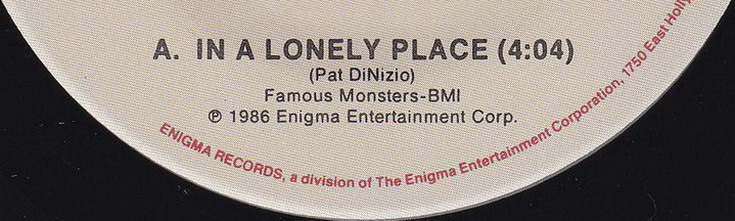 A. IN A LONELY PLACE (4:04)
(Pat DiNizio)
Famous Monsters-BMI
℗ 1986 Enigma Entertainment Corp.
ENIGMA RECORDS, a division of The Enigma Entertainment Corporation, 1750 East